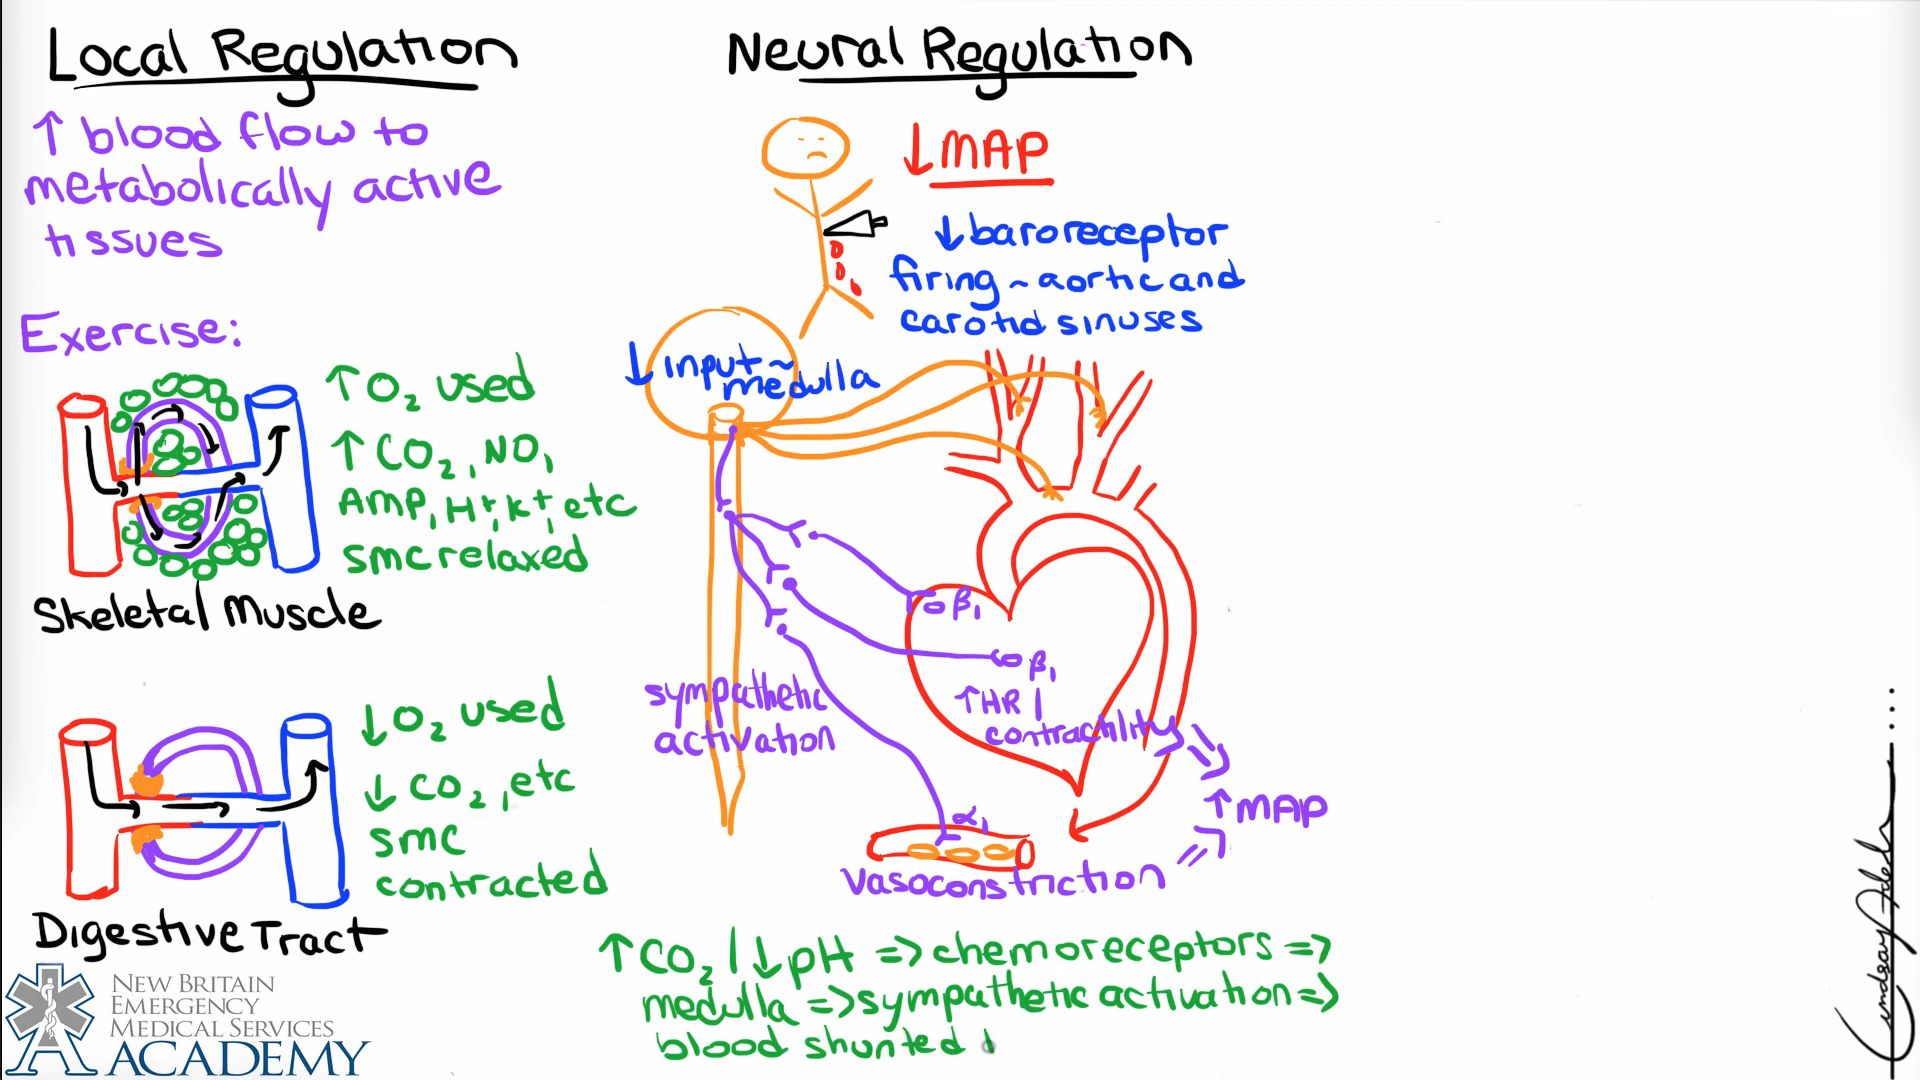 Local Regulation
↑ blood flow to
metabolically active
tissues
Exercise:
↑O₂ used
↑CO₂, NO,
AMP, H⁺, K⁺, etc
smc relaxed
Skeletal Muscle
↓O₂ used
↓CO₂, etc
smc
contracted
Digestive Tract
NEW BRITAIN
EMERGENCY
MEDICAL SERVICES
ACADEMY
Neural Regulation
↓MAP
↓baroreceptor
firing ~ aortic and
carotid sinuses
↓input ~
medulla
β₁
β₁
↑HR /
contractility
sympathetic
activation
↑MAP
α₁
vasoconstriction
↑CO₂ / ↓pH => chemoreceptors =>
medulla => sympathetic activation =>
blood shunted
Lindsay